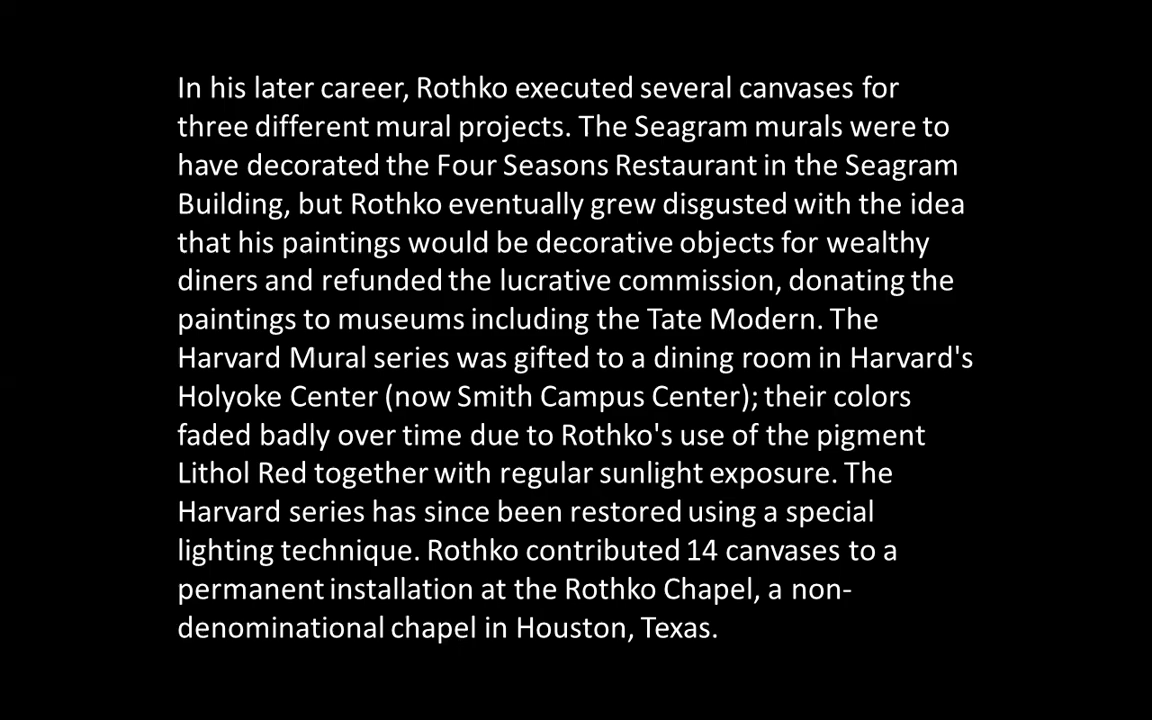 In his later career, Rothko executed several canvases for
three different mural projects. The Seagram murals were to
have decorated the Four Seasons Restaurant in the Seagram
Building, but Rothko eventually grew disgusted with the idea
that his paintings would be decorative objects for wealthy
diners and refunded the lucrative commission, donating the
paintings to museums including the Tate Modern. The
Harvard Mural series was gifted to a dining room in Harvard's
Holyoke Center (now Smith Campus Center); their colors
faded badly over time due to Rothko's use of the pigment
Lithol Red together with regular sunlight exposure. The
Harvard series has since been restored using a special
lighting technique. Rothko contributed 14 canvases to a
permanent installation at the Rothko Chapel, a non-
denominational chapel in Houston, Texas.